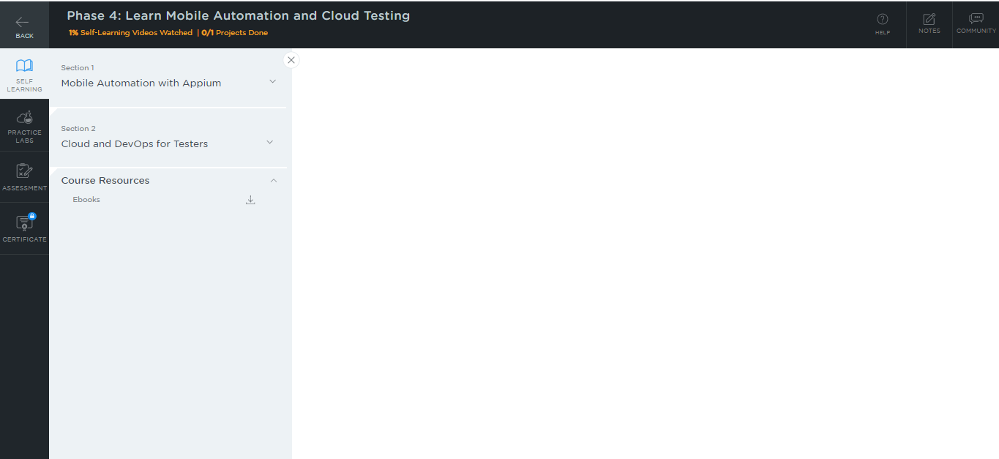 Phase 4: Learn Mobile Automation and Cloud Testing
1% Self-Learning Videos Watched | 0/1 Projects Done
BACK
HELP
NOTES
COMMUNITY
SELF
LEARNING
PRACTICE
LABS
ASSESSMENT
CERTIFICATE
Section 1
Mobile Automation with Appium
Section 2
Cloud and DevOps for Testers
Course Resources
Ebooks